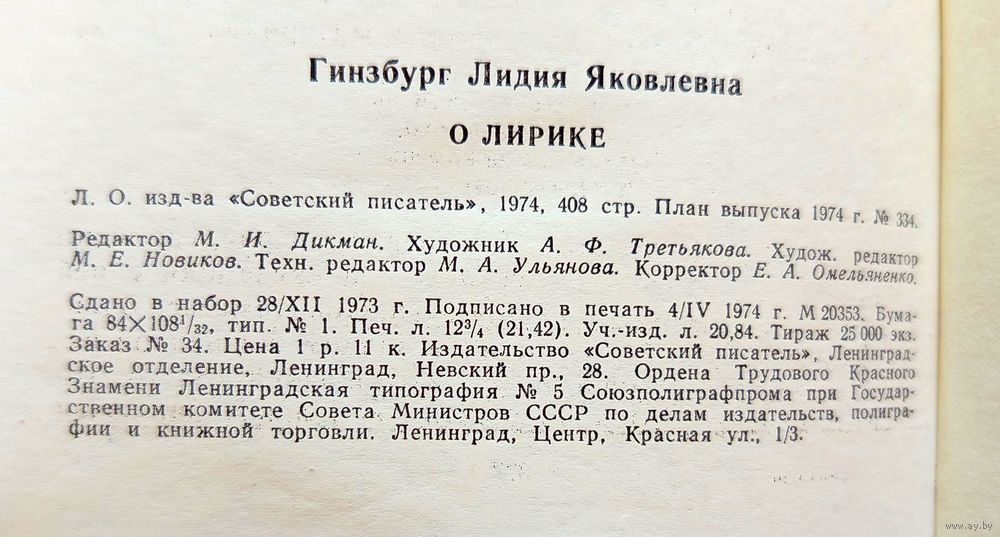 Гинзбург Лидия Яковлевна
О ЛИРИКЕ
Л. О. изд-ва «Советский писатель», 1974, 408 стр. План выпуска 1974 г. № 334.
Редактор М. И. Дикман. Художник А. Ф. Третьякова. Худож. редактор
М. Е. Новиков. Техн. редактор М. А. Ульянова. Корректор Е. А. Омельяненко.
Сдано в набор 28/XII 1973 г. Подписано в печать 4/IV 1974 г. М 20353. Бума-
га 84×108¹/₃₂, тип. № 1. Печ. л. 12³/₄ (21,42). Уч.-изд. л. 20,84. Тираж 25 000 экз.
Заказ № 34. Цена 1 р. 11 к. Издательство «Советский писатель», Ленинград-
ское отделение, Ленинград, Невский пр., 28. Ордена Трудового Красного
Знамени Ленинградская типография № 5 Союзполиграфпрома при Государ-
ственном комитете Совета Министров СССР по делам издательств, полигра-
фии и книжной торговли. Ленинград, Центр, Красная ул., 1/3.
www.ay.by